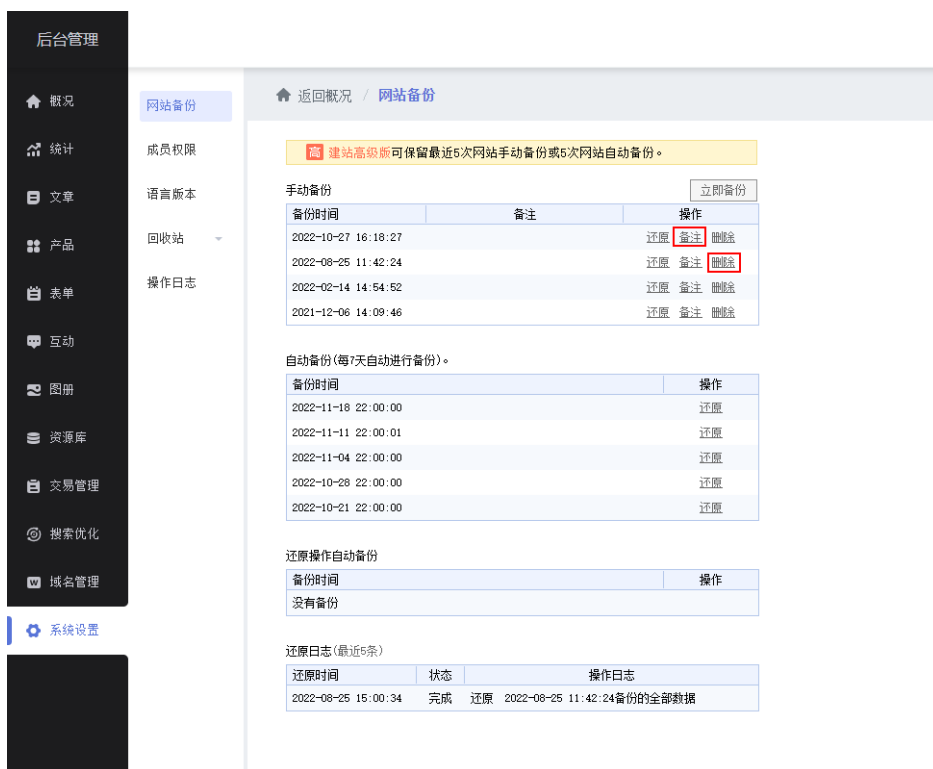 后台管理
概况
统计
文章
产品
表单
互动
图册
资源库
交易管理
搜索优化
域名管理
系统设置
网站备份
成员权限
语言版本
回收站
操作日志
返回概况 / 网站备份
高 建站高级版可保留最近5次网站手动备份或5次网站自动备份。
手动备份 立即备份
备份时间 备注 操作
2022-10-27 16:18:27 还原 备注 删除
2022-08-25 11:42:24 还原 备注 删除
2022-02-14 14:54:52 还原 备注 删除
2021-12-06 14:09:46 还原 备注 删除
自动备份(每7天自动进行备份)。
备份时间 操作
2022-11-18 22:00:00 还原
2022-11-11 22:00:01 还原
2022-11-04 22:00:00 还原
2022-10-28 22:00:00 还原
2022-10-21 22:00:00 还原
还原操作自动备份
备份时间 操作
没有备份
还原日志(最近5条)
还原时间 状态 操作日志
2022-08-25 15:00:34 完成 还原 2022-08-25 11:42:24备份的全部数据